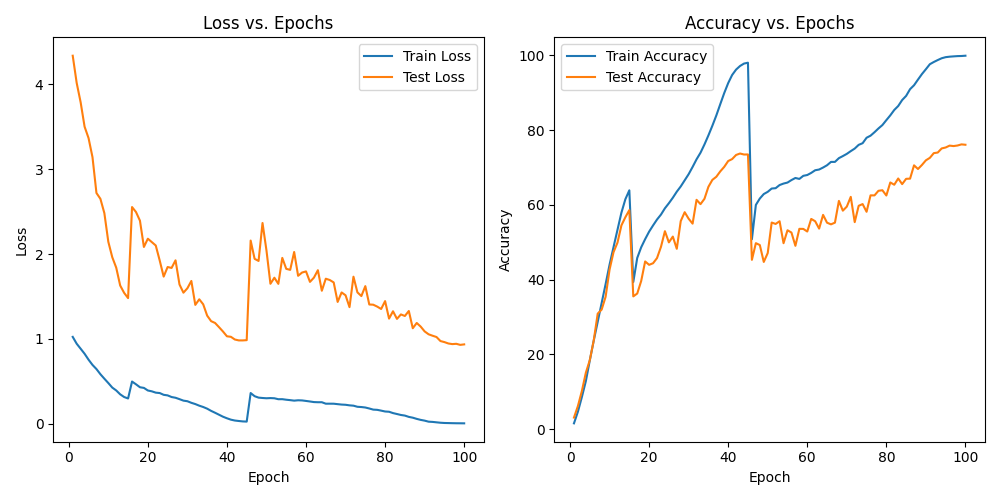 Loss vs. Epochs
Train Loss
Test Loss
4
3
2
1
0
Loss
0 20 40 60 80 100
Epoch
Accuracy vs. Epochs
Train Accuracy
Test Accuracy
100
80
60
40
20
0
Accuracy
0 20 40 60 80 100
Epoch